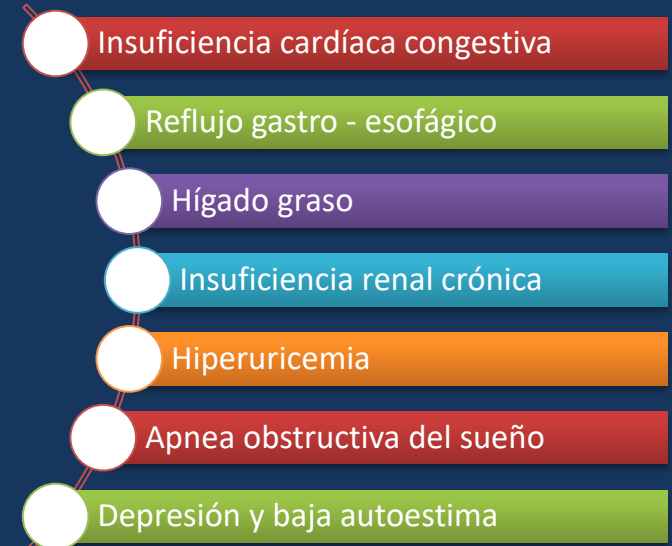 Insuficiencia cardíaca congestiva
Reflujo gastro - esofágico
Hígado graso
Insuficiencia renal crónica
Hiperuricemia
Apnea obstructiva del sueño
Depresión y baja autoestima